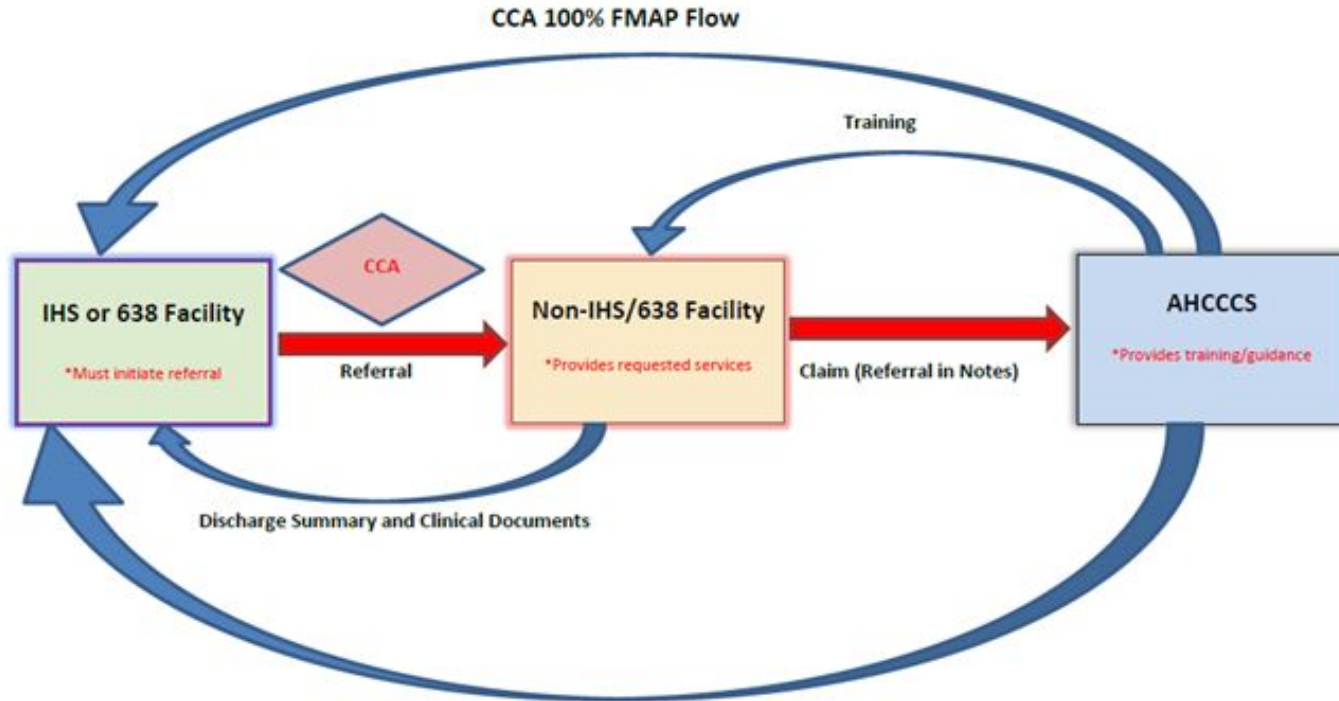 CCA 100% FMAP Flow
Training
CCA
IHS or 638 Facility
*Must initiate referral
Referral
Non-IHS/638 Facility
*Provides requested services
Claim (Referral in Notes)
AHCCCS
*Provides training/guidance
Discharge Summary and Clinical Documents